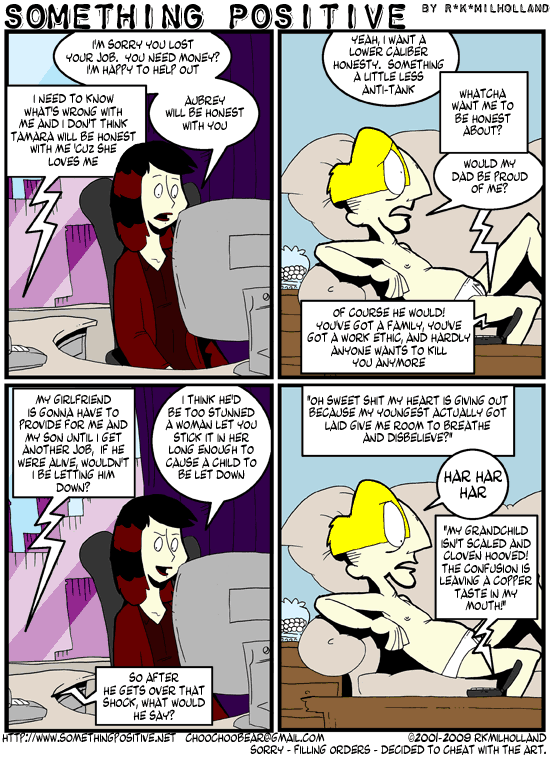 SOMETHING POSITIVE BY R*K*MILHOLLAND
I'M SORRY YOU LOST
YOUR JOB. YOU NEED MONEY?
I'M HAPPY TO HELP OUT
I NEED TO KNOW
WHAT'S WRONG WITH
ME AND I DON'T THINK
TAMARA WILL BE HONEST
WITH ME 'CUZ SHE
LOVES ME
AUBREY
WILL BE HONEST
WITH YOU
YEAH, I WANT A
LOWER CALIBER
HONESTY. SOMETHING
A LITTLE LESS
ANTI-TANK
WHATCHA
WANT ME TO
BE HONEST
ABOUT?
WOULD MY
DAD BE PROUD
OF ME?
OF COURSE HE WOULD!
YOU'VE GOT A FAMILY, YOU'VE
GOT A WORK ETHIC, AND HARDLY
ANYONE WANTS TO KILL
YOU ANYMORE
MY GIRLFRIEND
IS GONNA HAVE TO
PROVIDE FOR ME AND
MY SON UNTIL I GET
ANOTHER JOB, IF HE
WERE ALIVE, WOULDN'T
I BE LETTING HIM
DOWN?
I THINK HE'D
BE TOO STUNNED
A WOMAN LET YOU
STICK IT IN HER
LONG ENOUGH TO
CAUSE A CHILD TO
BE LET DOWN
SO AFTER
HE GETS OVER THAT
SHOCK, WHAT WOULD
HE SAY?
"OH SWEET SHIT MY HEART IS GIVING OUT
BECAUSE MY YOUNGEST ACTUALLY GOT
LAID GIVE ME ROOM TO BREATHE
AND DISBELIEVE?"
HAR HAR
HAR
"MY GRANDCHILD
ISN'T SCALED AND
CLOVEN HOOVED!
THE CONFUSION IS
LEAVING A COPPER
TASTE IN MY
MOUTH!"
HTTP://WWW.SOMETHINGPOSITIVE.NET CHOOCHOOBEAR@GMAIL.COM ©2001-2009 RKMILHOLLAND
SORRY - FILLING ORDERS - DECIDED TO CHEAT WITH THE ART.